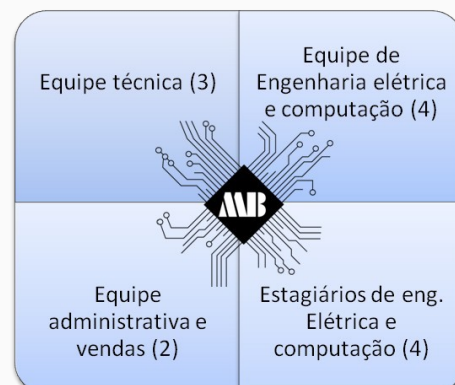 Equipe técnica (3)
Equipe de
Engenharia elétrica
e computação (4)
MB
Equipe
administrativa e
vendas (2)
Estagiários de eng.
Elétrica e
computação (4)